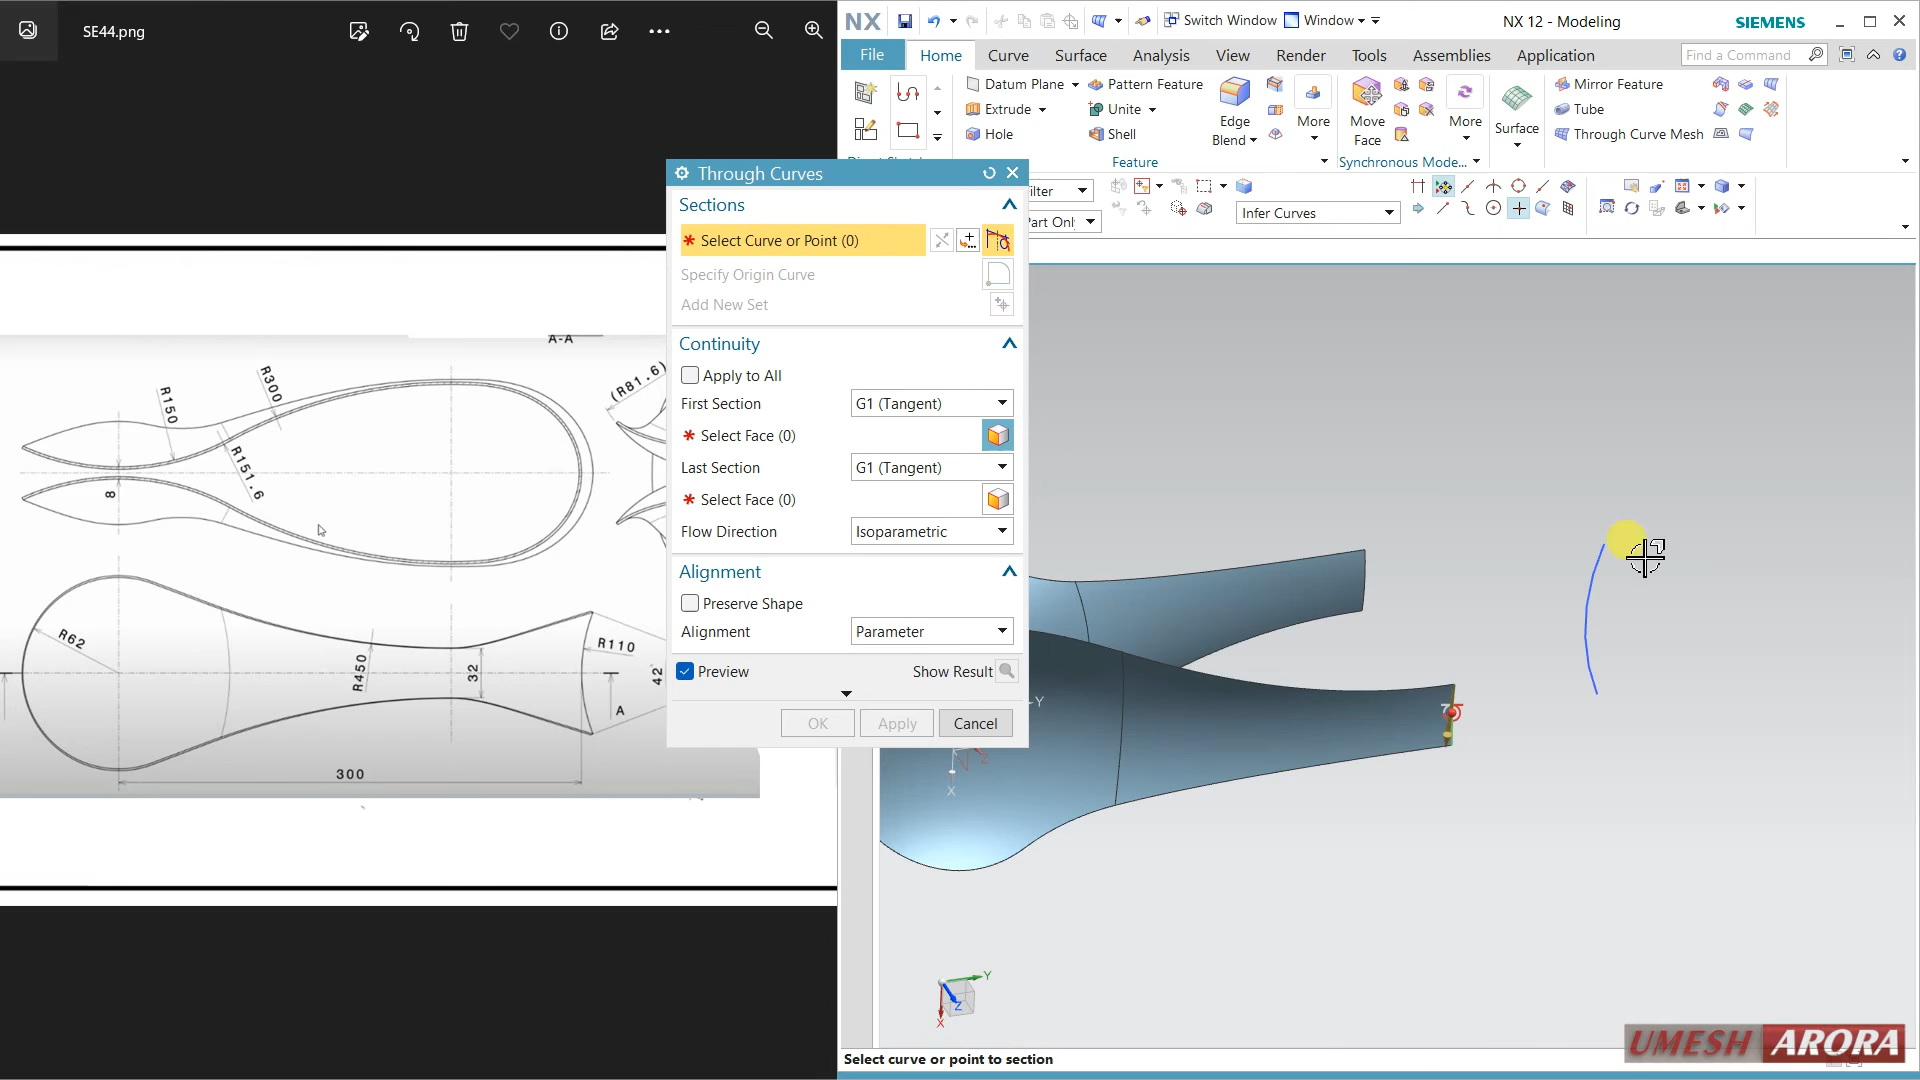 SE44.png
NX
Switch Window
Window
NX 12 - Modeling
SIEMENS
File
Home
Curve
Surface
Analysis
View
Render
Tools
Assemblies
Application
Find a Command
Datum Plane
Pattern Feature
Mirror Feature
Extrude
Unite
Tube
Hole
Shell
Through Curve Mesh
Edge
Blend
More
Move
Face
More
Surface
Feature
Synchronous Mode...
Part Onl
Infer Curves
Through Curves
Sections
* Select Curve or Point (0)
Specify Origin Curve
Add New Set
Continuity
Apply to All
First Section
G1 (Tangent)
* Select Face (0)
Last Section
G1 (Tangent)
* Select Face (0)
Flow Direction
Isoparametric
Alignment
Preserve Shape
Alignment
Parameter
Preview
Show Result
OK
Apply
Cancel
A-A
R150
R300
(R81.6)
R151.6
8
R62
R450
32
R110
42
A
300
Y
X
Z
Y
Z
X
Select curve or point to section
UMESH ARORA